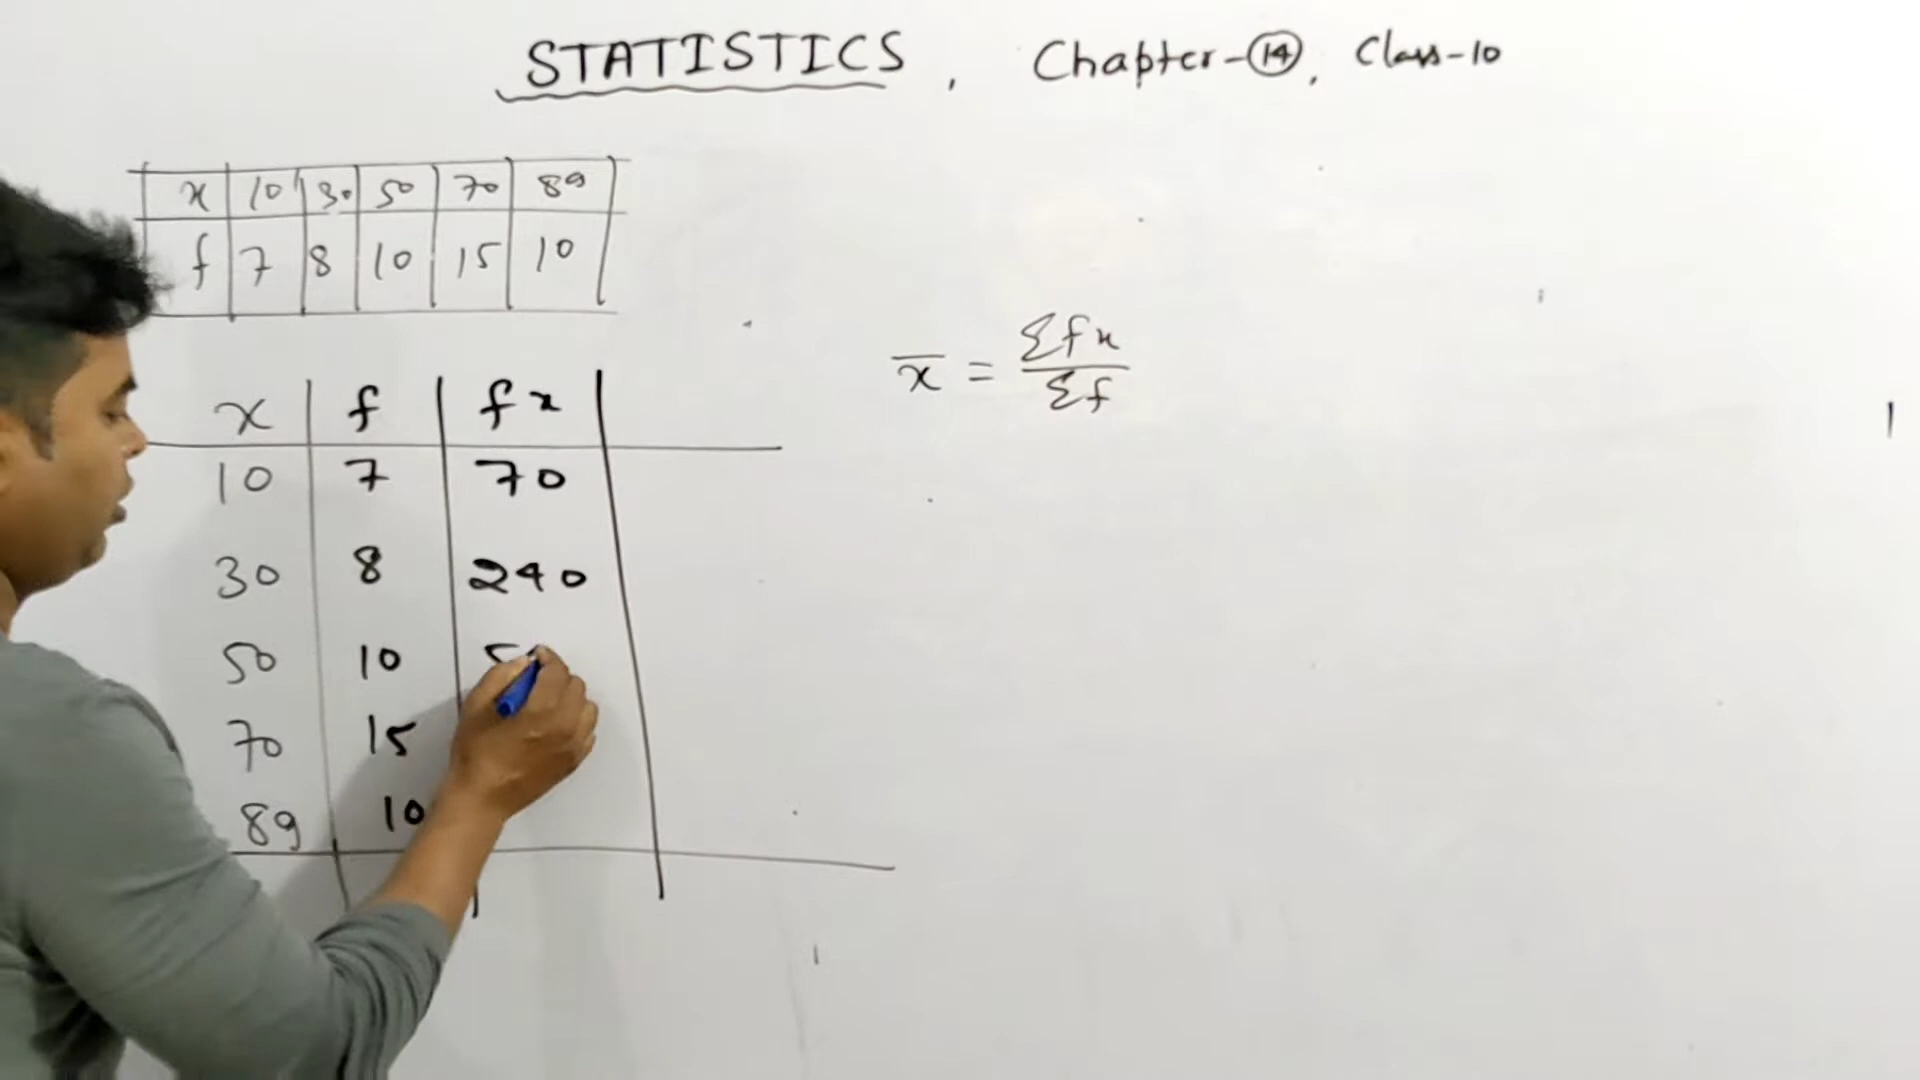 STATISTICS, Chapter-14, Class-10
x 10 30 50 70 89
f 7 8 10 15 10
x̄ = Σfx / Σf
x f fx
10 7 70
30 8 240
50 10
70 15
89 10